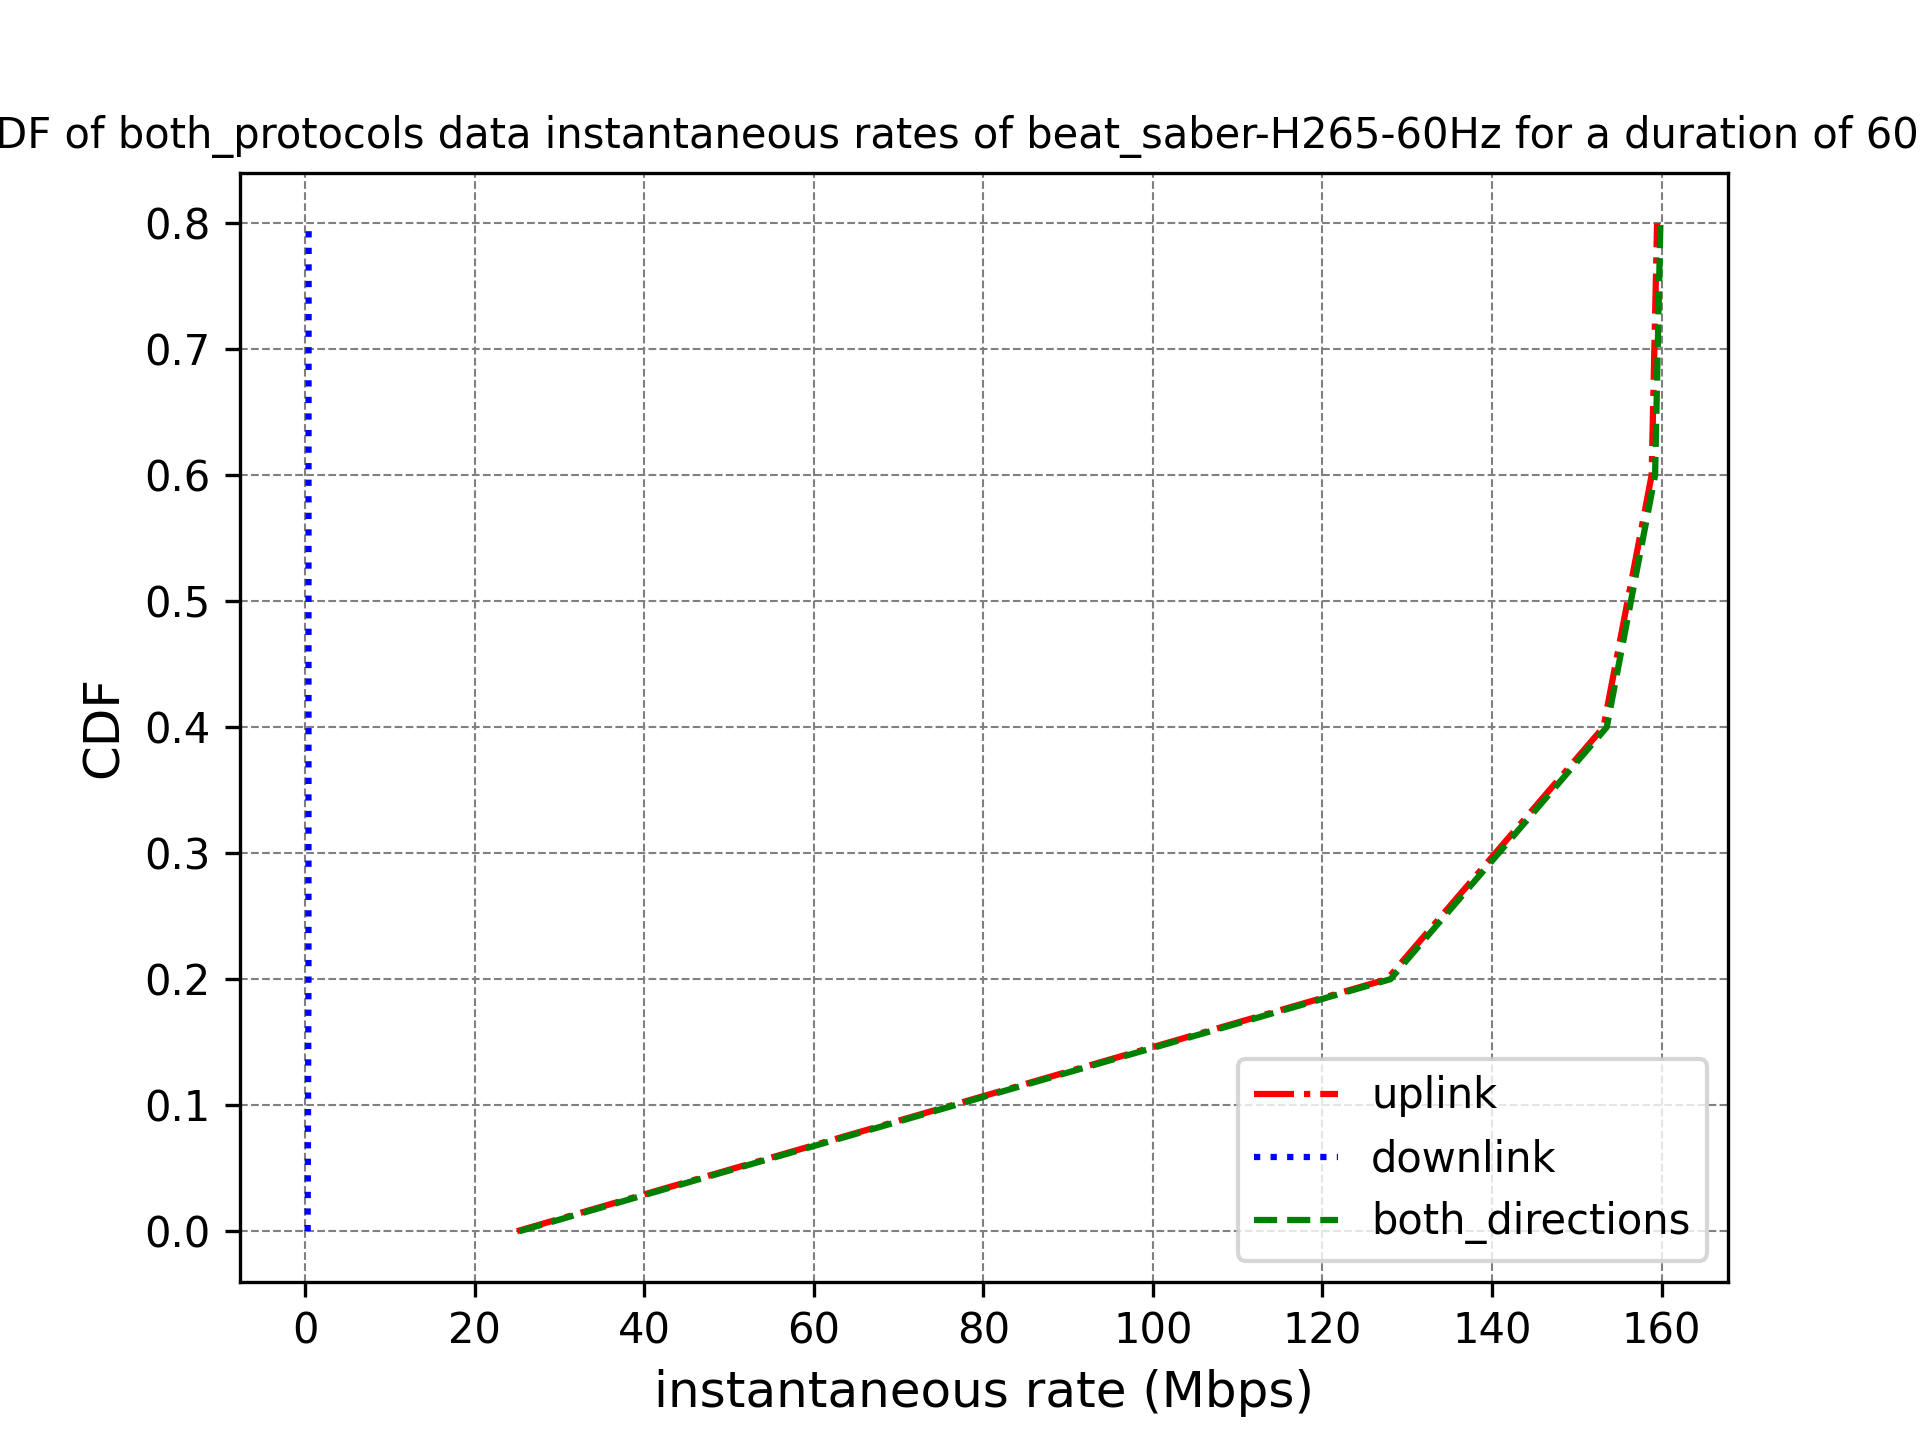 DF of both_protocols data instantaneous rates of beat_saber-H265-60Hz for a duration of 60
0.8
0.7
0.6
0.5
0.4
0.3
0.2
0.1
0.0
CDF
uplink
downlink
both_directions
0 20 40 60 80 100 120 140 160
instantaneous rate (Mbps)